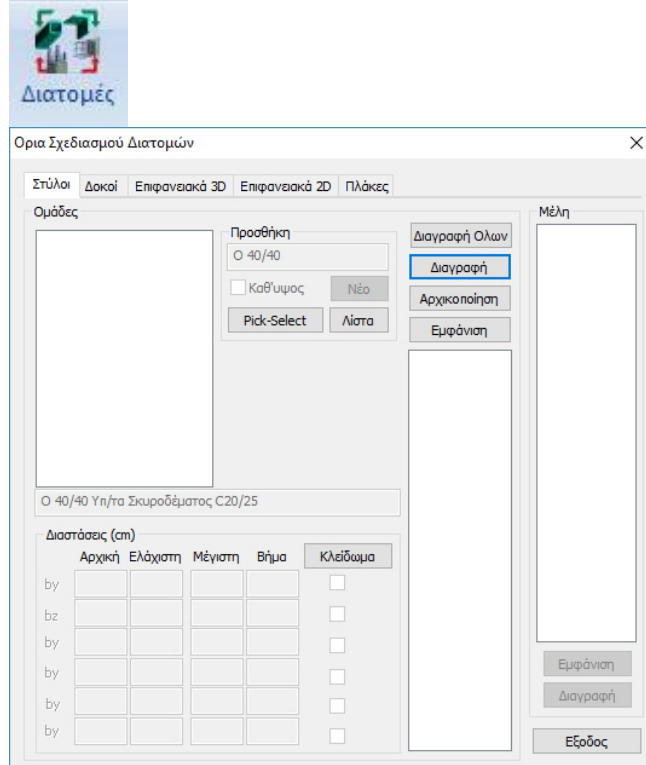 Διατομές
Ορια Σχεδιασμού Διατομών
Στύλοι Δοκοί Επιφανειακά 3D Επιφανειακά 2D Πλάκες
Ομάδες
Προσθήκη
Ο 40/40
Καθ'υψος Νέο
Pick-Select Λίστα
Διαγραφή Ολων
Διαγραφή
Αρχικοποίηση
Εμφάνιση
Μέλη
Ο 40/40 Υπ/τα Σκυροδέματος C20/25
Διαστάσεις (cm)
Αρχική Ελάχιστη Μέγιστη Βήμα Κλείδωμα
by
bz
by
by
by
by
Εμφάνιση
Διαγραφή
Εξοδος